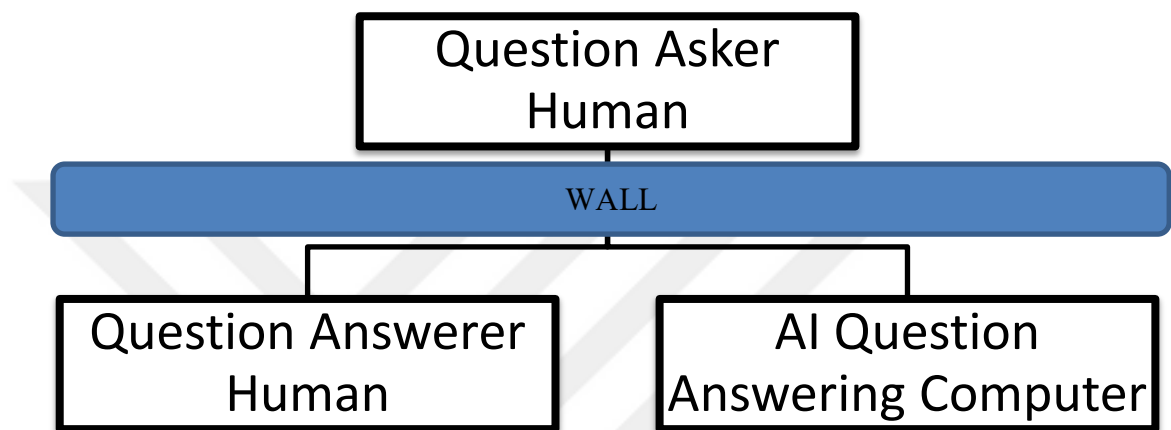 Question Asker
Human
WALL
Question Answerer
Human
AI Question
Answering Computer